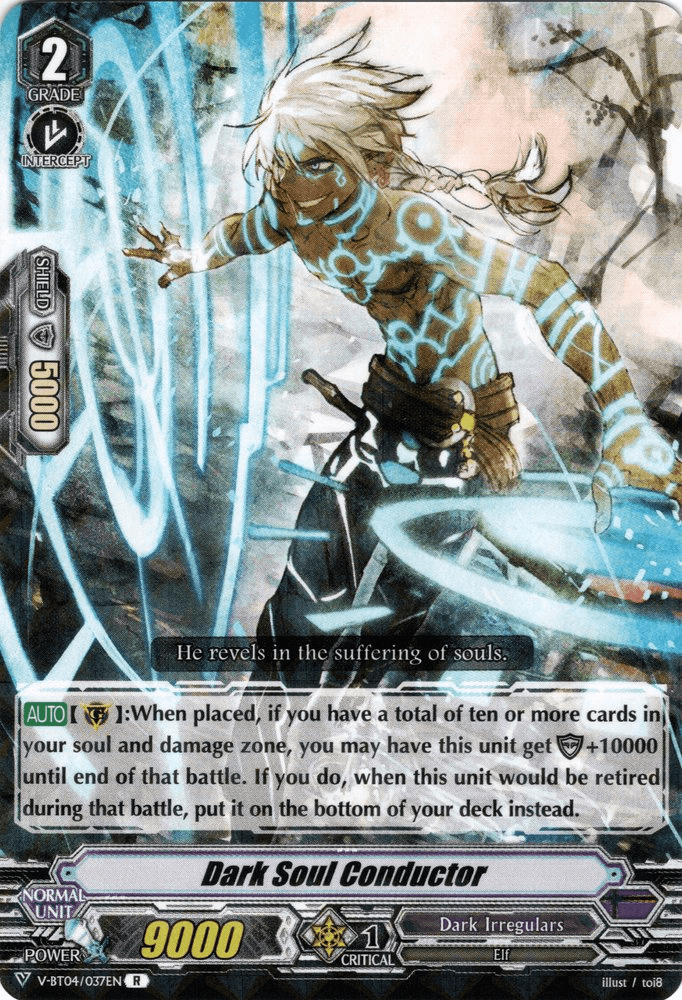 2
GRADE
INTERCEPT
SHIELD
5000
He revels in the suffering of souls.
AUTO【 】:When placed, if you have a total of ten or more cards in
your soul and damage zone, you may have this unit get +10000
until end of that battle. If you do, when this unit would be retired
during that battle, put it on the bottom of your deck instead.
Dark Soul Conductor
NORMAL
UNIT
POWER
9000
1
CRITICAL
Dark Irregulars
Elf
V-BT04/037EN R
illust / toi8